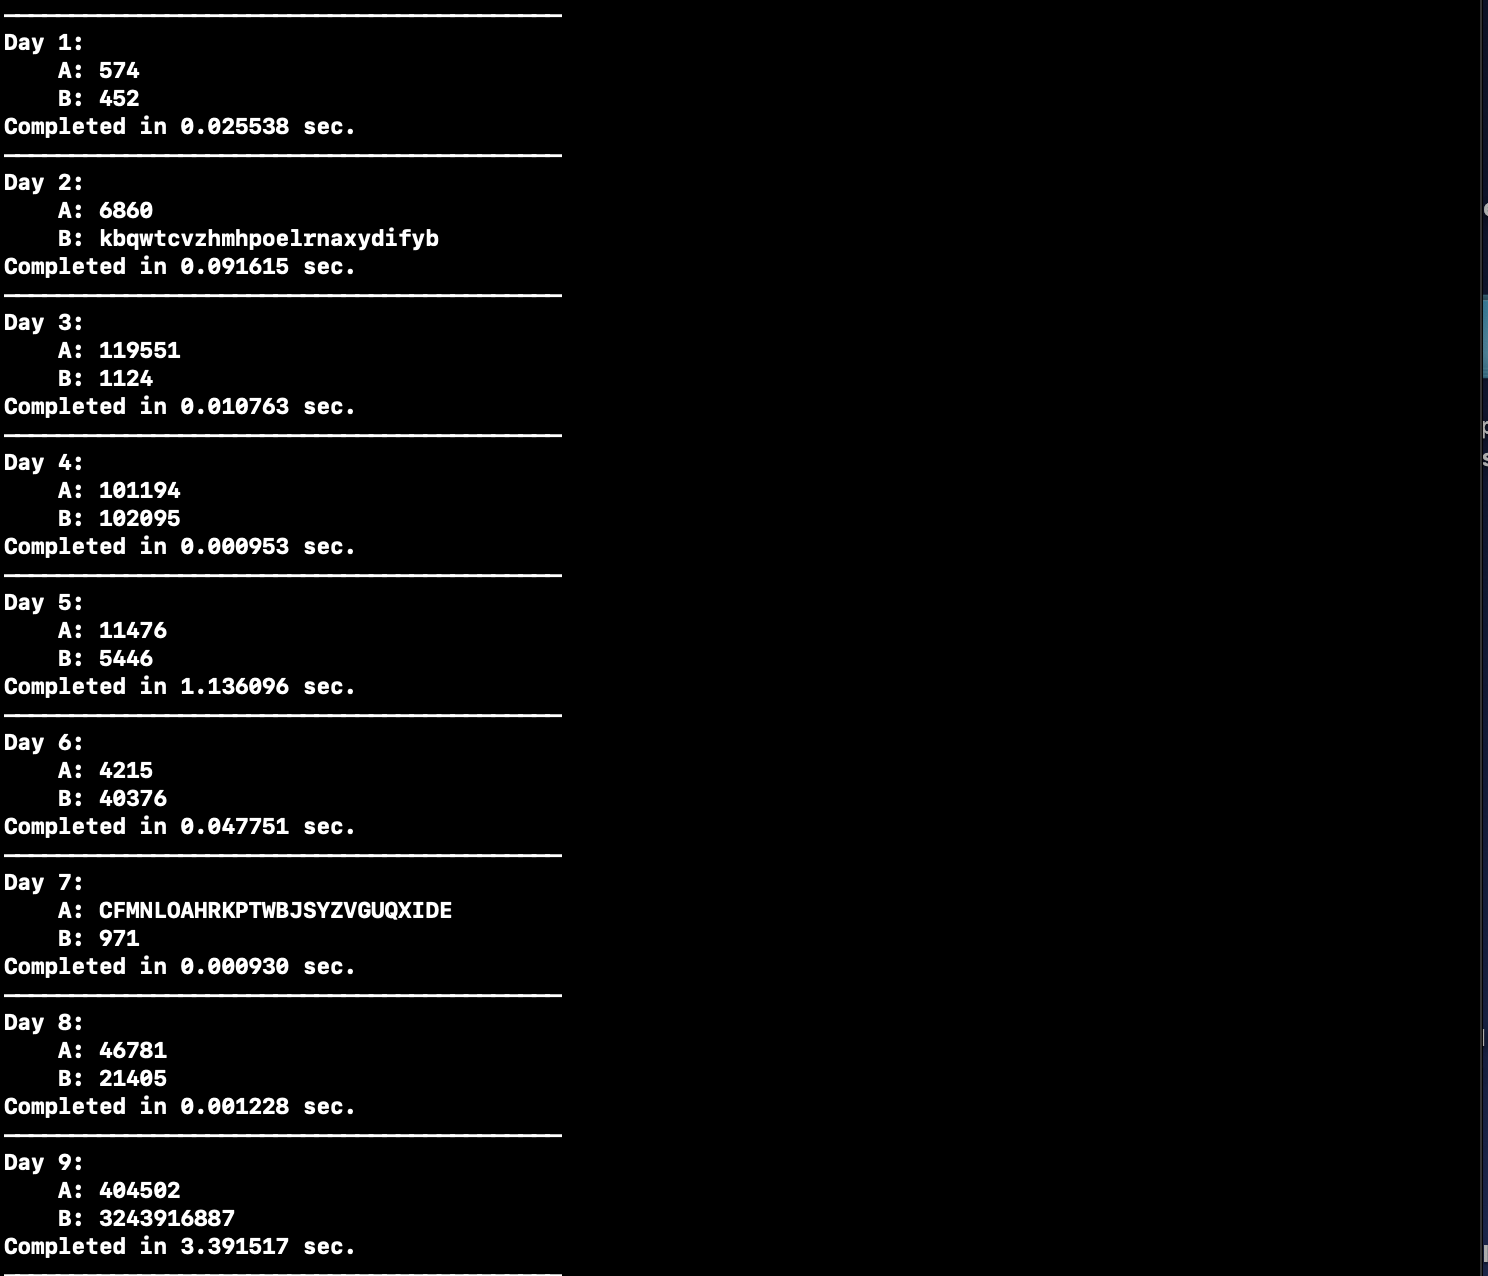 Day 1:
A: 574
B: 452
Completed in 0.025538 sec.
Day 2:
A: 6860
B: kbqwtcvzhmhpoelrnaxydifyb
Completed in 0.091615 sec.
Day 3:
A: 119551
B: 1124
Completed in 0.010763 sec.
Day 4:
A: 101194
B: 102095
Completed in 0.000953 sec.
Day 5:
A: 11476
B: 5446
Completed in 1.136096 sec.
Day 6:
A: 4215
B: 40376
Completed in 0.047751 sec.
Day 7:
A: CFMNLOAHRKPTWBJSYZVGUQXIDE
B: 971
Completed in 0.000930 sec.
Day 8:
A: 46781
B: 21405
Completed in 0.001228 sec.
Day 9:
A: 404502
B: 3243916887
Completed in 3.391517 sec.